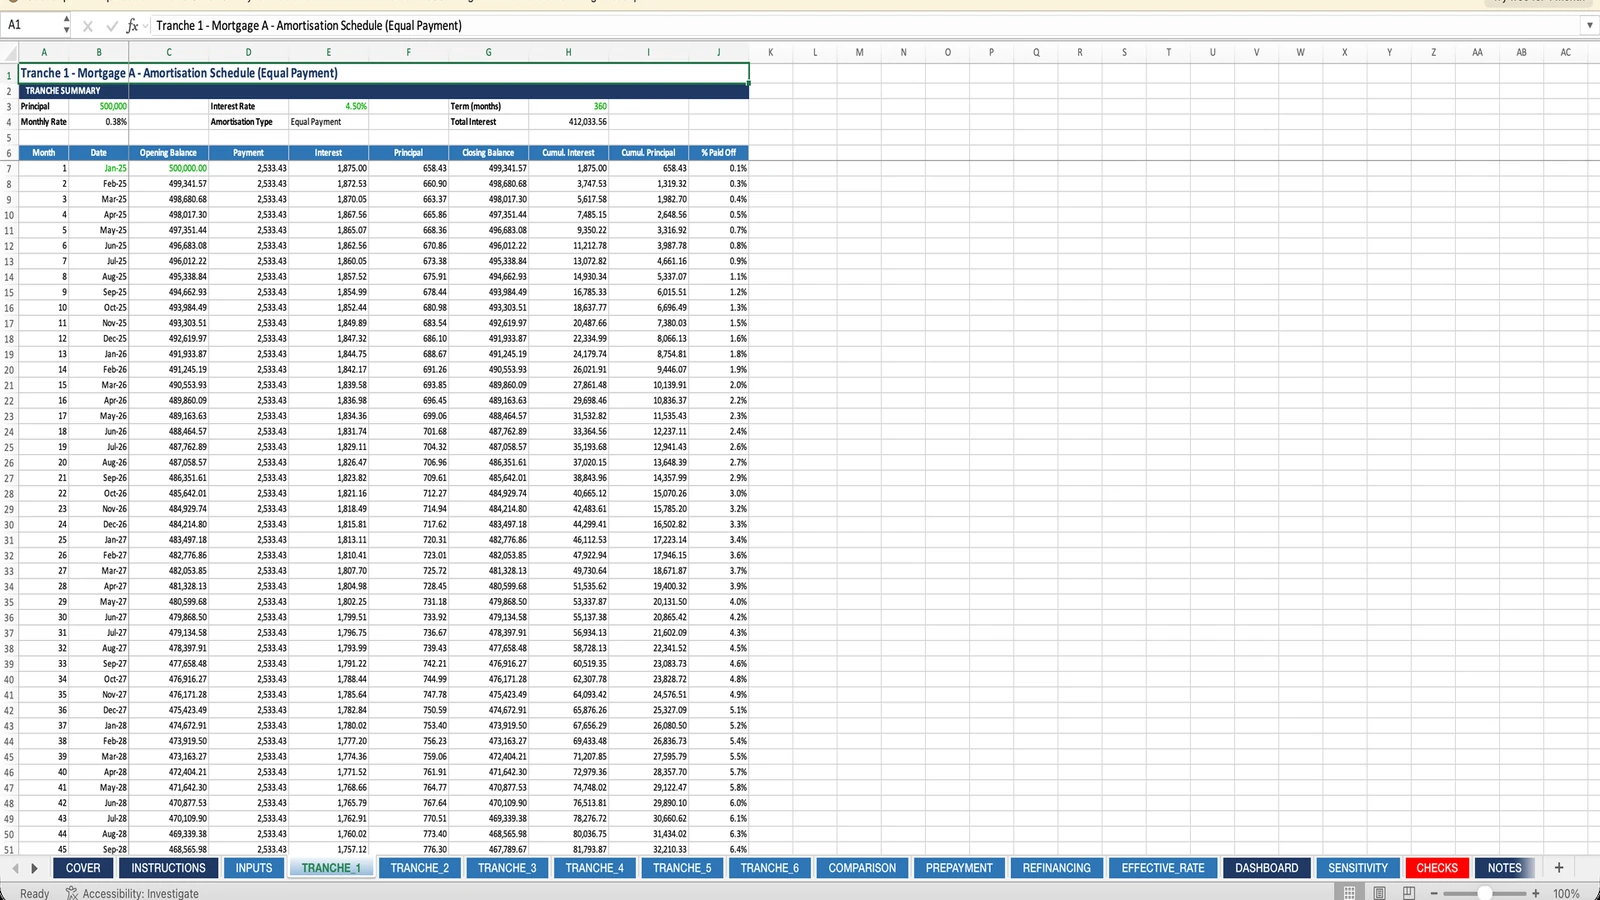 A1 fx Tranche 1 - Mortgage A - Amortisation Schedule (Equal Payment)
A B C D E F G H I J K L M N O P Q R S T U V W X Y Z AA AB AC
1 Tranche 1 - Mortgage A - Amortisation Schedule (Equal Payment)
2 TRANCHE SUMMARY
3 Principal 500,000 Interest Rate 4.50% Term (months) 360
4 Monthly Rate 0.38% Amortisation Type Equal Payment Total Interest 412,033.56
5
6 Month Date Opening Balance Payment Interest Principal Closing Balance Cumul. Interest Cumul. Principal % Paid Off
7 1 Jan-25 500,000.00 2,533.43 1,875.00 658.43 499,341.57 1,875.00 658.43 0.1%
8 2 Feb-25 499,341.57 2,533.43 1,872.53 660.90 498,680.68 3,747.53 1,319.32 0.3%
9 3 Mar-25 498,680.68 2,533.43 1,870.05 663.37 498,017.30 5,617.58 1,982.70 0.4%
10 4 Apr-25 498,017.30 2,533.43 1,867.56 665.86 497,351.44 7,485.15 2,648.56 0.5%
11 5 May-25 497,351.44 2,533.43 1,865.07 668.36 496,683.08 9,350.22 3,316.92 0.7%
12 6 Jun-25 496,683.08 2,533.43 1,862.56 670.86 496,012.22 11,212.78 3,987.78 0.8%
13 7 Jul-25 496,012.22 2,533.43 1,860.05 673.38 495,338.84 13,072.82 4,661.16 0.9%
14 8 Aug-25 495,338.84 2,533.43 1,857.52 675.91 494,662.93 14,930.34 5,337.07 1.1%
15 9 Sep-25 494,662.93 2,533.43 1,854.99 678.44 493,984.49 16,785.33 6,015.51 1.2%
16 10 Oct-25 493,984.49 2,533.43 1,852.44 680.98 493,303.51 18,637.77 6,696.49 1.3%
17 11 Nov-25 493,303.51 2,533.43 1,849.89 683.54 492,619.97 20,487.66 7,380.03 1.5%
18 12 Dec-25 492,619.97 2,533.43 1,847.32 686.10 491,933.87 22,334.99 8,066.13 1.6%
19 13 Jan-26 491,933.87 2,533.43 1,844.75 688.67 491,245.19 24,179.74 8,754.81 1.8%
20 14 Feb-26 491,245.19 2,533.43 1,842.17 691.26 490,553.93 26,021.91 9,446.07 1.9%
21 15 Mar-26 490,553.93 2,533.43 1,839.58 693.85 489,860.09 27,861.48 10,139.91 2.0%
22 16 Apr-26 489,860.09 2,533.43 1,836.98 696.45 489,163.63 29,698.46 10,836.37 2.2%
23 17 May-26 489,163.63 2,533.43 1,834.36 699.06 488,464.57 31,532.82 11,535.43 2.3%
24 18 Jun-26 488,464.57 2,533.43 1,831.74 701.68 487,762.89 33,364.56 12,237.11 2.4%
25 19 Jul-26 487,762.89 2,533.43 1,829.11 704.32 487,058.57 35,193.68 12,941.43 2.6%
26 20 Aug-26 487,058.57 2,533.43 1,826.47 706.96 486,351.61 37,020.15 13,648.39 2.7%
27 21 Sep-26 486,351.61 2,533.43 1,823.82 709.61 485,642.01 38,843.96 14,357.99 2.9%
28 22 Oct-26 485,642.01 2,533.43 1,821.16 712.27 484,929.74 40,665.12 15,070.26 3.0%
29 23 Nov-26 484,929.74 2,533.43 1,818.49 714.94 484,214.80 42,483.61 15,785.20 3.2%
30 24 Dec-26 484,214.80 2,533.43 1,815.81 717.62 483,497.18 44,299.41 16,502.82 3.3%
31 25 Jan-27 483,497.18 2,533.43 1,813.11 720.31 482,776.86 46,112.53 17,223.14 3.4%
32 26 Feb-27 482,776.86 2,533.43 1,810.41 723.01 482,053.85 47,922.94 17,946.15 3.6%
33 27 Mar-27 482,053.85 2,533.43 1,807.70 725.72 481,328.13 49,730.64 18,671.87 3.7%
34 28 Apr-27 481,328.13 2,533.43 1,804.98 728.45 480,599.68 51,535.62 19,400.32 3.9%
35 29 May-27 480,599.68 2,533.43 1,802.25 731.18 479,868.50 53,337.87 20,131.50 4.0%
36 30 Jun-27 479,868.50 2,533.43 1,799.51 733.92 479,134.58 55,137.38 20,865.42 4.2%
37 31 Jul-27 479,134.58 2,533.43 1,796.75 736.67 478,397.91 56,934.13 21,602.09 4.3%
38 32 Aug-27 478,397.91 2,533.43 1,793.99 739.43 477,658.48 58,728.13 22,341.52 4.5%
39 33 Sep-27 477,658.48 2,533.43 1,791.22 742.21 476,916.27 60,519.35 23,083.73 4.6%
40 34 Oct-27 476,916.27 2,533.43 1,788.44 744.99 476,171.28 62,307.78 23,828.72 4.8%
41 35 Nov-27 476,171.28 2,533.43 1,785.64 747.78 475,423.49 64,093.42 24,576.51 4.9%
42 36 Dec-27 475,423.49 2,533.43 1,782.84 750.59 474,672.91 65,876.26 25,327.09 5.1%
43 37 Jan-28 474,672.91 2,533.43 1,780.02 753.40 473,919.50 67,656.29 26,080.50 5.2%
44 38 Feb-28 473,919.50 2,533.43 1,777.20 756.23 473,163.27 69,433.48 26,836.73 5.4%
45 39 Mar-28 473,163.27 2,533.43 1,774.36 759.06 472,404.21 71,207.85 27,595.79 5.5%
46 40 Apr-28 472,404.21 2,533.43 1,771.52 761.91 471,642.30 72,979.36 28,357.70 5.7%
47 41 May-28 471,642.30 2,533.43 1,768.66 764.77 470,877.53 74,748.02 29,122.47 5.8%
48 42 Jun-28 470,877.53 2,533.43 1,765.79 767.64 470,109.90 76,513.81 29,890.10 6.0%
49 43 Jul-28 470,109.90 2,533.43 1,762.91 770.51 469,339.38 78,276.72 30,660.62 6.1%
50 44 Aug-28 469,339.38 2,533.43 1,760.02 773.40 468,565.98 80,036.75 31,434.02 6.3%
51 45 Sep-28 468,565.98 2,533.43 1,757.12 776.30 467,789.67 81,793.87 32,210.33 6.4%
COVER INSTRUCTIONS INPUTS TRANCHE_1 TRANCHE_2 TRANCHE_3 TRANCHE_4 TRANCHE_5 TRANCHE_6 COMPARISON PREPAYMENT REFINANCING EFFECTIVE_RATE DASHBOARD SENSITIVITY CHECKS NOTES +
Ready Accessibility: Investigate 100%